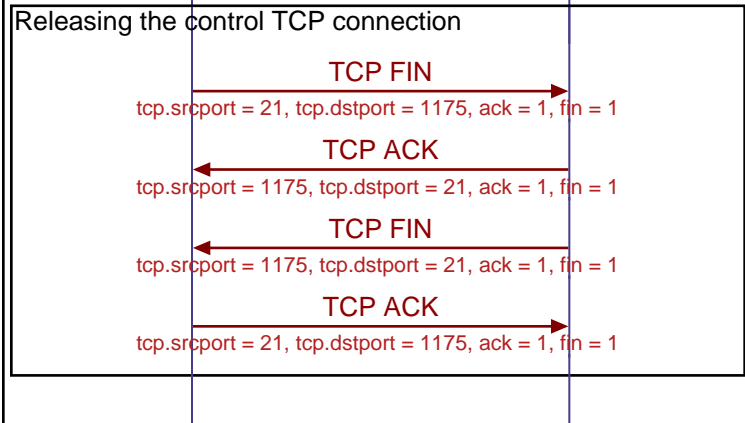 Releasing the control TCP connection
TCP FIN
tcp.srcport = 21, tcp.dstport = 1175, ack = 1, fin = 1
TCP ACK
tcp.srcport = 1175, tcp.dstport = 21, ack = 1, fin = 1
TCP FIN
tcp.srcport = 1175, tcp.dstport = 21, ack = 1, fin = 1
TCP ACK
tcp.srcport = 21, tcp.dstport = 1175, ack = 1, fin = 1